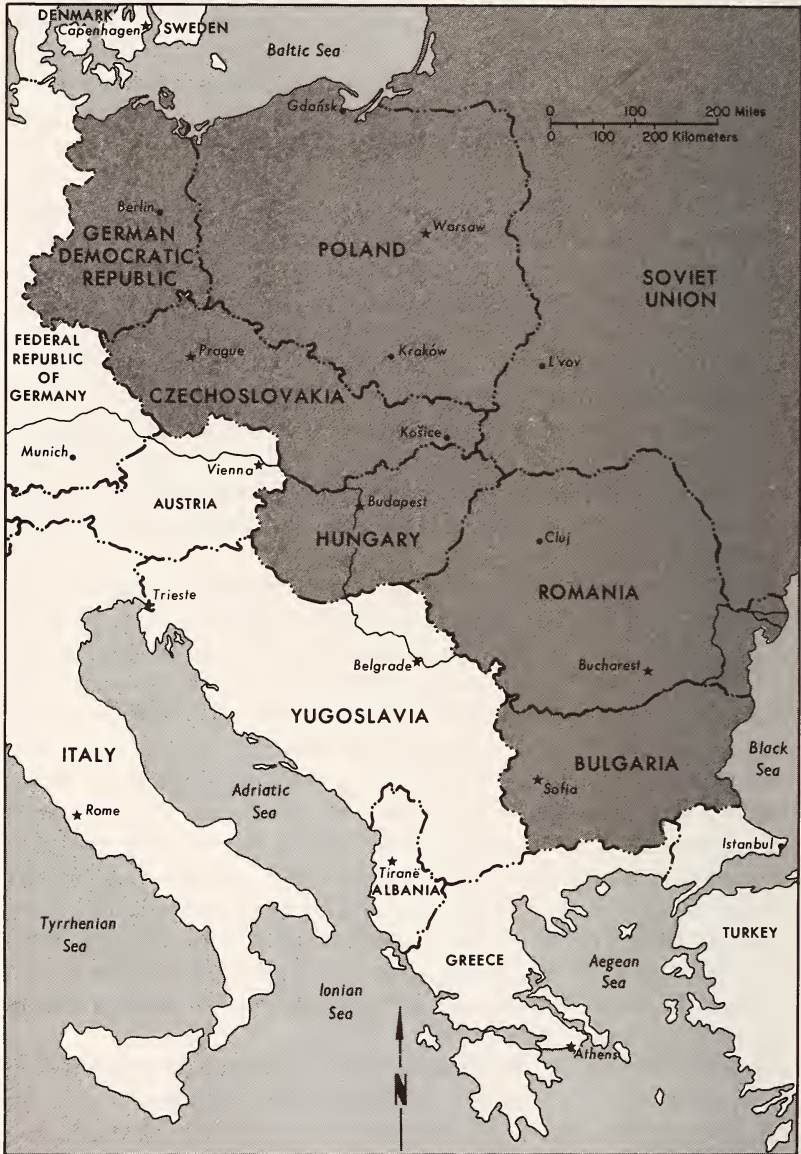 DENMARK
Copenhagen
SWEDEN
Baltic Sea
Gdańsk
0 100 200 Miles
0 100 200 Kilometers
Berlin
GERMAN
DEMOCRATIC
REPUBLIC
POLAND
Warsaw
SOVIET
UNION
FEDERAL
REPUBLIC
OF
GERMANY
Prague
Kraków
L'vov
CZECHOSLOVAKIA
Košice
Munich
Vienna
AUSTRIA
Budapest
HUNGARY
Cluj
ROMANIA
Trieste
Belgrade
Bucharest
YUGOSLAVIA
ITALY
BULGARIA
Black
Sea
Adriatic
Sea
Sofia
Rome
Istanbul
Tiranë
ALBANIA
Tyrrhenian
Sea
GREECE
Aegean
Sea
TURKEY
Ionian
Sea
Athens
N